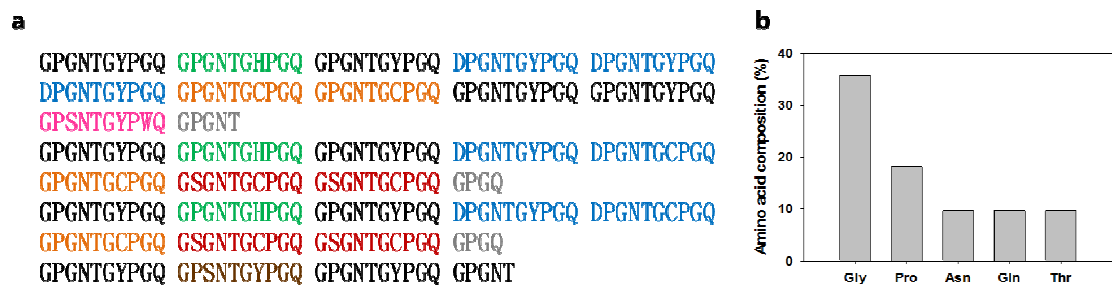 a
GPGNTGYPGQ GPGNTGHPGQ GPGNTGYPGQ DPGNTGYPGQ DPGNTYPGQ
DPGNTGYPGQ GPGNTGCPGQ GPGNTGCPGQ GPGNTGYPGQ GPGNTGYPGQ
GPSNTGYPWQ GPGNT
GPGNTGYPGQ GPGNTGHPGQ GPGNTGYPGQ DPGNTGYPGQ DPGNTGCPGQ
GPGNTGCPGQ GSGNTGCPGQ GSGNTGCPGQ GPGQ
GPGNTGYPGQ GPGNTGHPGQ GPGNTGYPGQ DPGNTGYPGQ DPGNTGCPGQ
GPGNTGCPGQ GSGNTGCPGQ GSGNTGCPGQ GPGQ
GPGNTGYPGQ GPSNTGYPGQ GPGNTGYPGQ GPGNT
b
Amino acid composition (%)
40
30
20
10
0
Gly Pro Asn Gln Thr